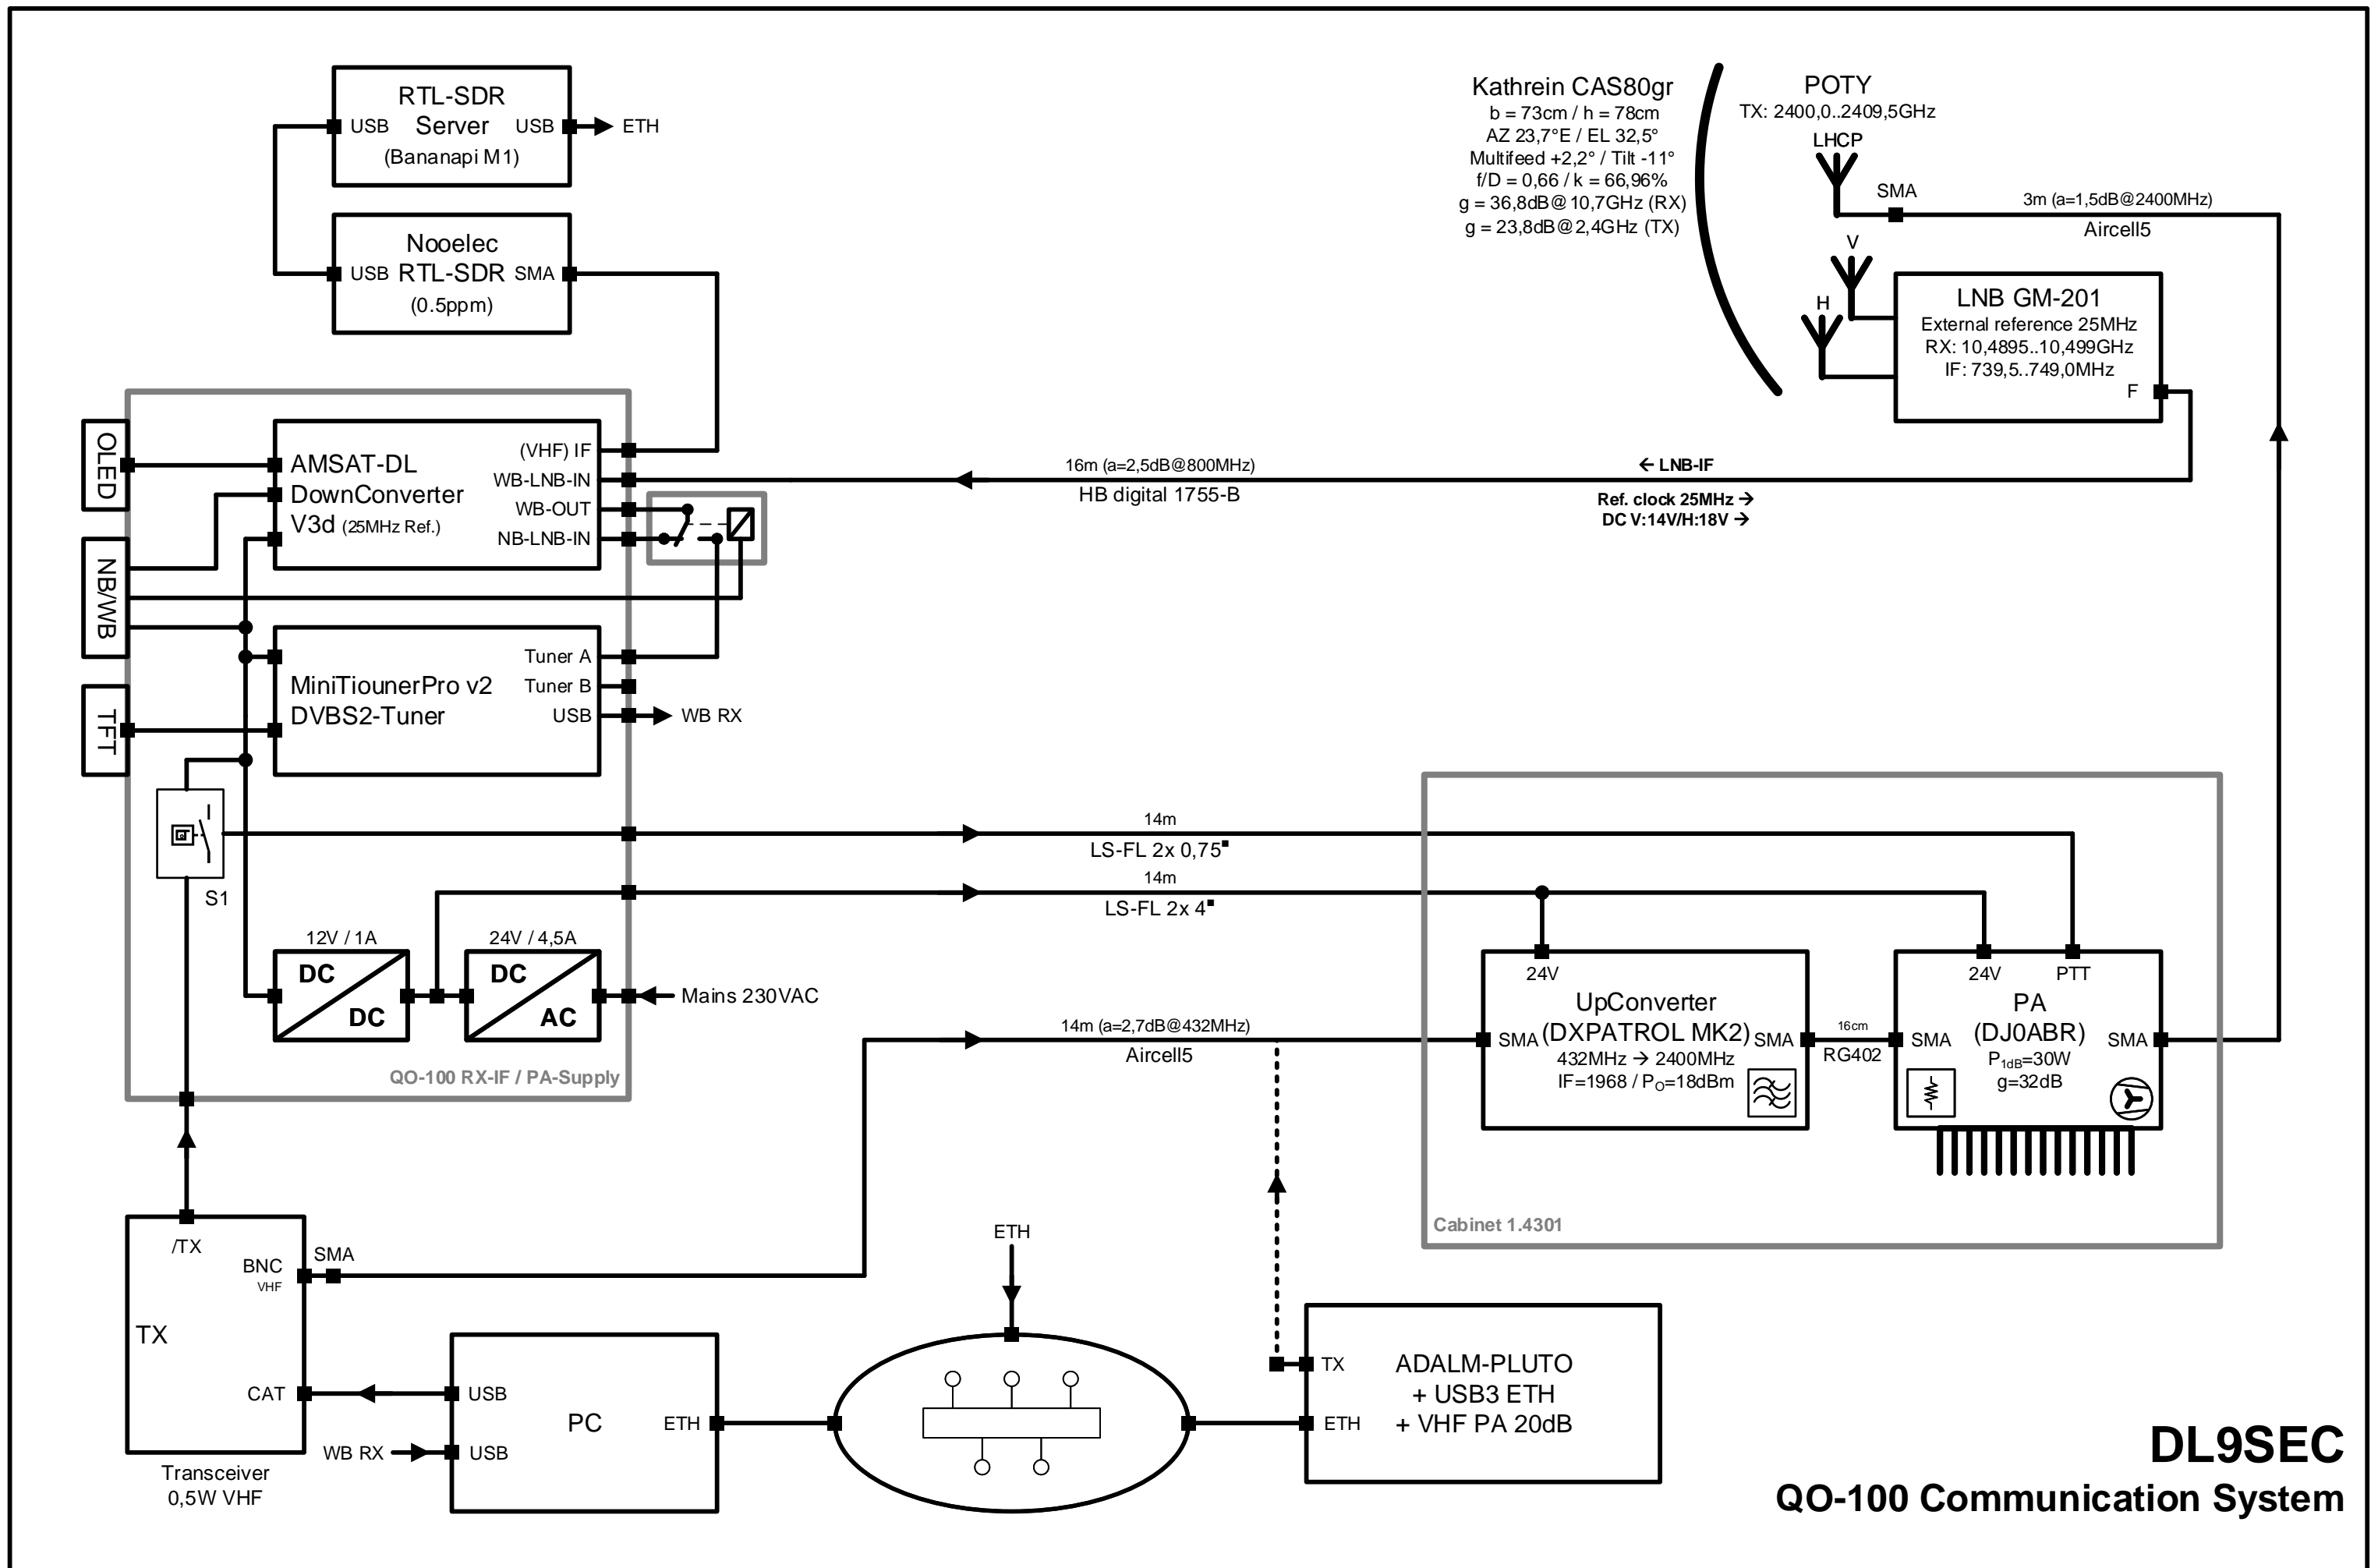 RTL-SDR
Server
USB
USB
ETH
(Bananapi M1)
Nooelec
USB
RTL-SDR
SMA
(0.5ppm)
Kathrein CAS80gr
b = 73cm / h = 78cm
AZ 23,7°E / EL 32,5°
Multifeed +2,2° / Tilt -11°
f/D = 0,66 / k = 66,96%
g = 36,8dB@10,7GHz (RX)
g = 23,8dB@2,4GHz (TX)
POTY
TX: 2400,0..2409,5GHz
LHCP
SMA
3m (a=1,5dB@2400MHz)
Aircell5
V
H
LNB GM-201
External reference 25MHz
RX: 10,4895..10,499GHz
IF: 739,5..749,0MHz
F
OLED
NB/WB
TFT
AMSAT-DL
DownConverter
V3d (25MHz Ref.)
(VHF) IF
WB-LNB-IN
WB-OUT
NB-LNB-IN
16m (a=2,5dB@800MHz)
HB digital 1755-B
← LNB-IF
Ref. clock 25MHz →
DC V:14V/H:18V →
MiniTiounerPro v2
DVBS2-Tuner
Tuner A
Tuner B
USB
WB RX
S1
14m
LS-FL 2x 0,75■
14m
LS-FL 2x 4■
12V / 1A
DC
DC
24V / 4,5A
DC
AC
Mains 230VAC
QO-100 RX-IF / PA-Supply
14m (a=2,7dB@432MHz)
Aircell5
24V
UpConverter
SMA
(DXPATROL MK2)
SMA
432MHz → 2400MHz
IF=1968 / PO=18dBm
16cm
RG402
24V
PTT
PA
SMA
(DJ0ABR)
SMA
P1dB=30W
g=32dB
Cabinet 1.4301
/TX
BNC
VHF
SMA
TX
CAT
Transceiver
0,5W VHF
USB
PC
ETH
WB RX
USB
ETH
TX
ETH
ADALM-PLUTO
+ USB3 ETH
+ VHF PA 20dB
DL9SEC
QO-100 Communication System